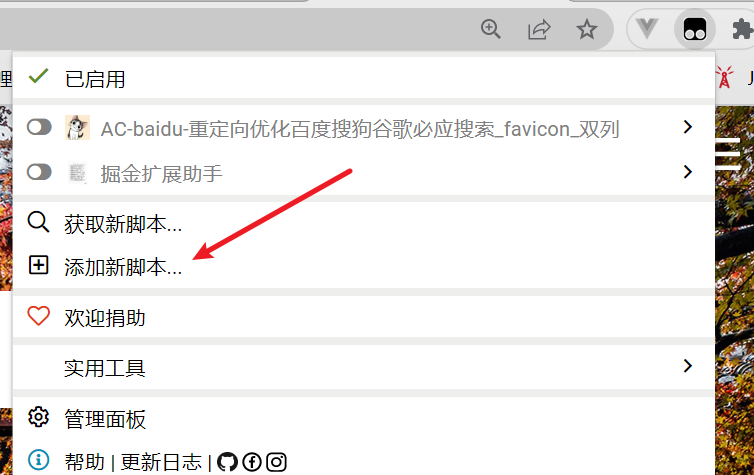 已启用
AC-baidu-重定向优化百度搜狗谷歌必应搜索_favicon_双列
掘金扩展助手
获取新脚本...
添加新脚本...
欢迎捐助
实用工具
管理面板
帮助 | 更新日志 |